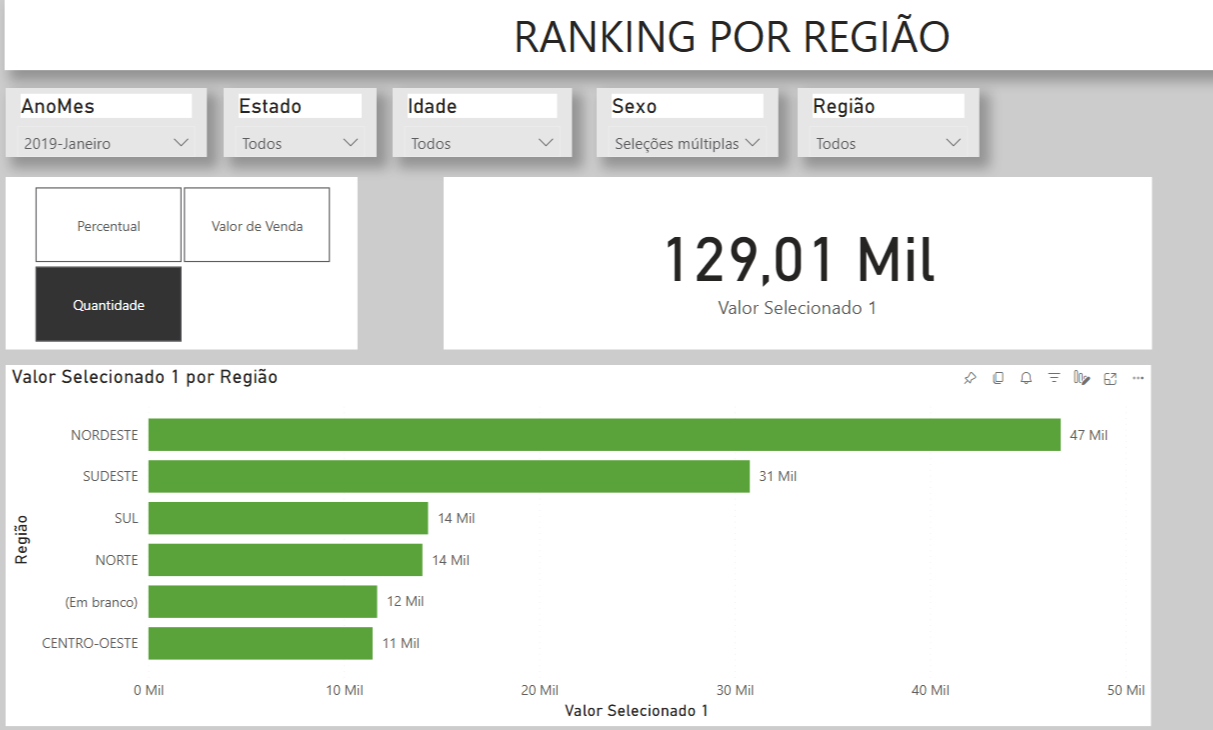 RANKING POR REGIÃO
AnoMes
2019-Janeiro
Estado
Todos
Idade
Todos
Sexo
Seleções múltiplas
Região
Todos
Percentual
Valor de Venda
Quantidade
129,01 Mil
Valor Selecionado 1
Valor Selecionado 1 por Região
Região
NORDESTE 47 Mil
SUDESTE 31 Mil
SUL 14 Mil
NORTE 14 Mil
(Em branco) 12 Mil
CENTRO-OESTE 11 Mil
0 Mil 10 Mil 20 Mil 30 Mil 40 Mil 50 Mil
Valor Selecionado 1